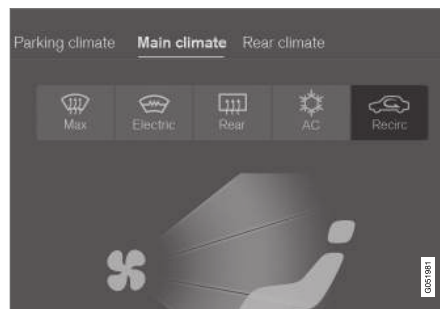 Parking climate Main climate Rear climate
Max Electric Rear AC Recirc
G051981